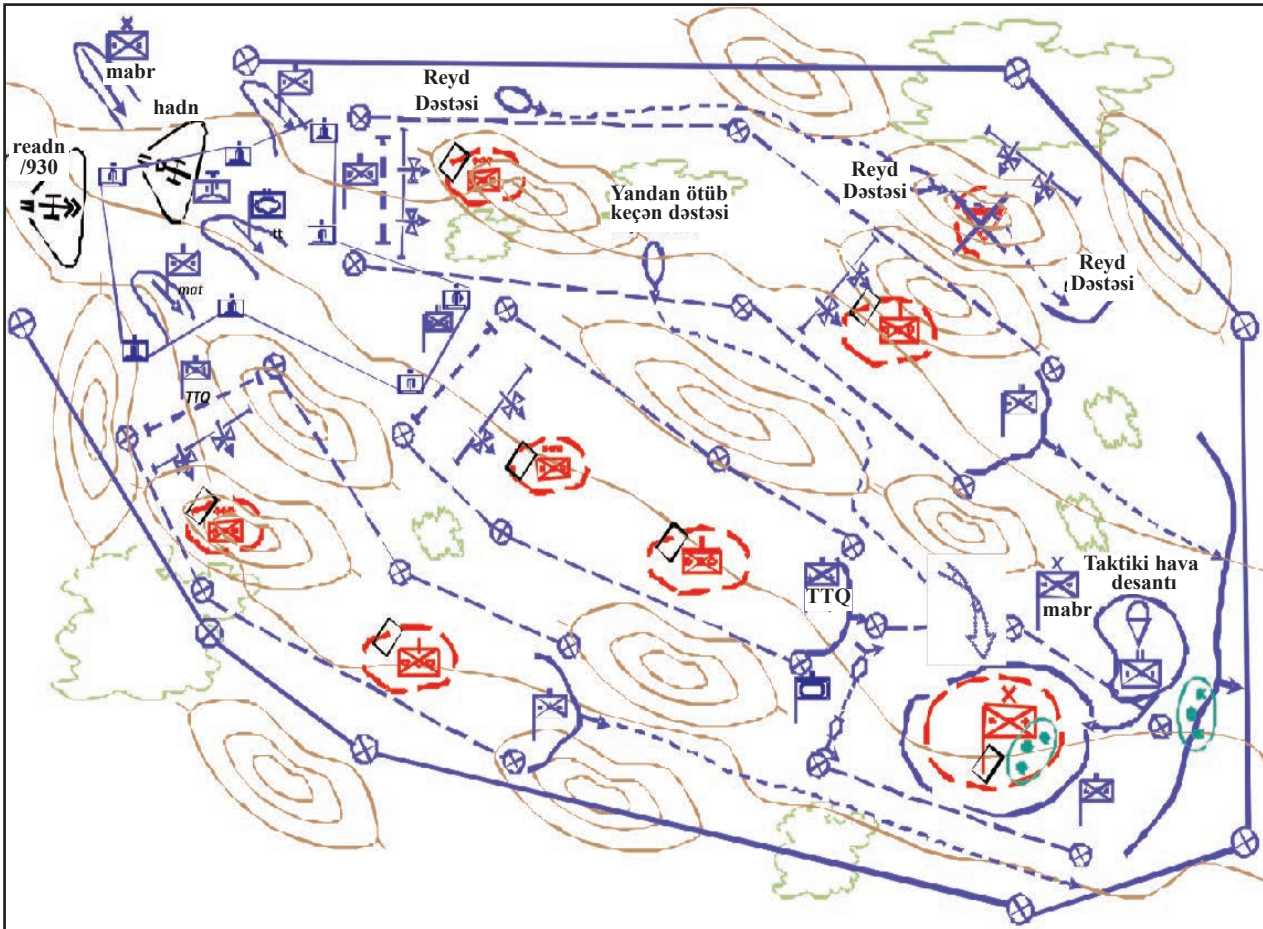 mabr
hadn
readn
/930
Reyd
Dəstəsi
Yandan ötüb
keçən dəstəsi
Reyd
Dəstəsi
Reyd
Dəstəsi
tt
mat
TTQ
TTQ
mabr
Taktiki hava
desantı